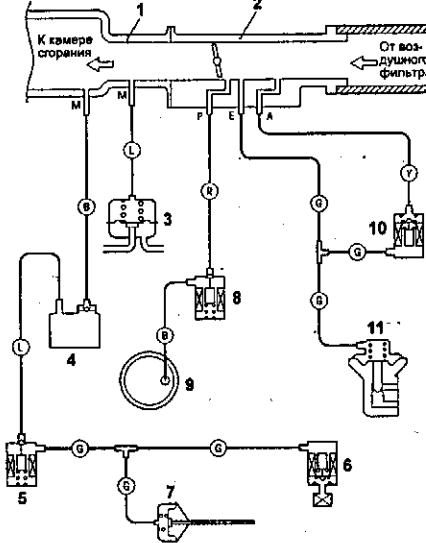 1
2
К камере
сгорания
От воз-
душного
фильтра
M
M
P
E
A
L
B
R
Y
G
3
10
G
8
G
L
4
B
9
11
G
G
5
6
G
7